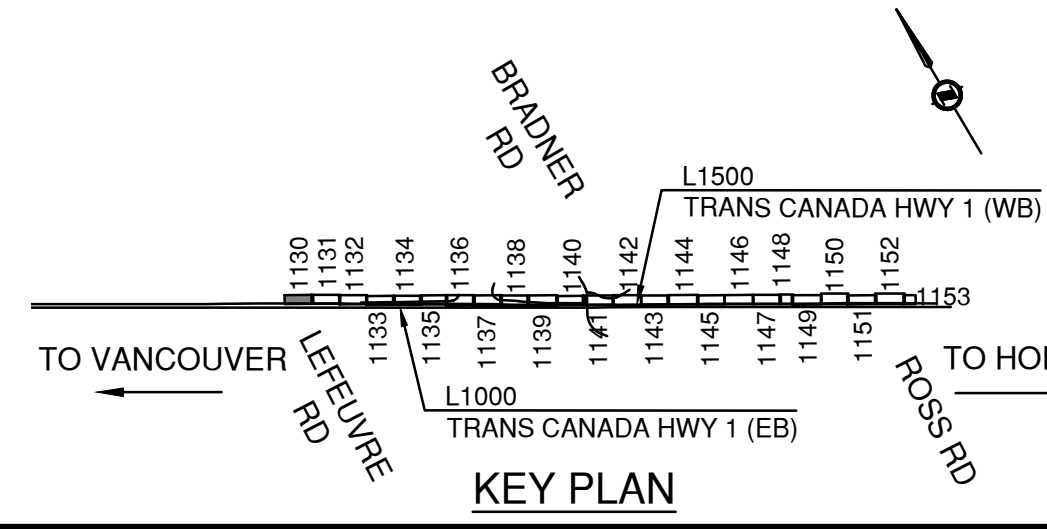 BRADNER
RD
L1500
TRANS CANADA HWY 1 (WB)
1130
1131
1132
1134
1136
1138
1140
1142
1144
1146
1148
1150
1152
1153
1133
1135
1137
1139
1141
1143
1145
1147
1149
1151
TO VANCOUVER
LEFEUVRE
RD
L1000
TRANS CANADA HWY 1 (EB)
ROSS RD
TO
KEY PLAN